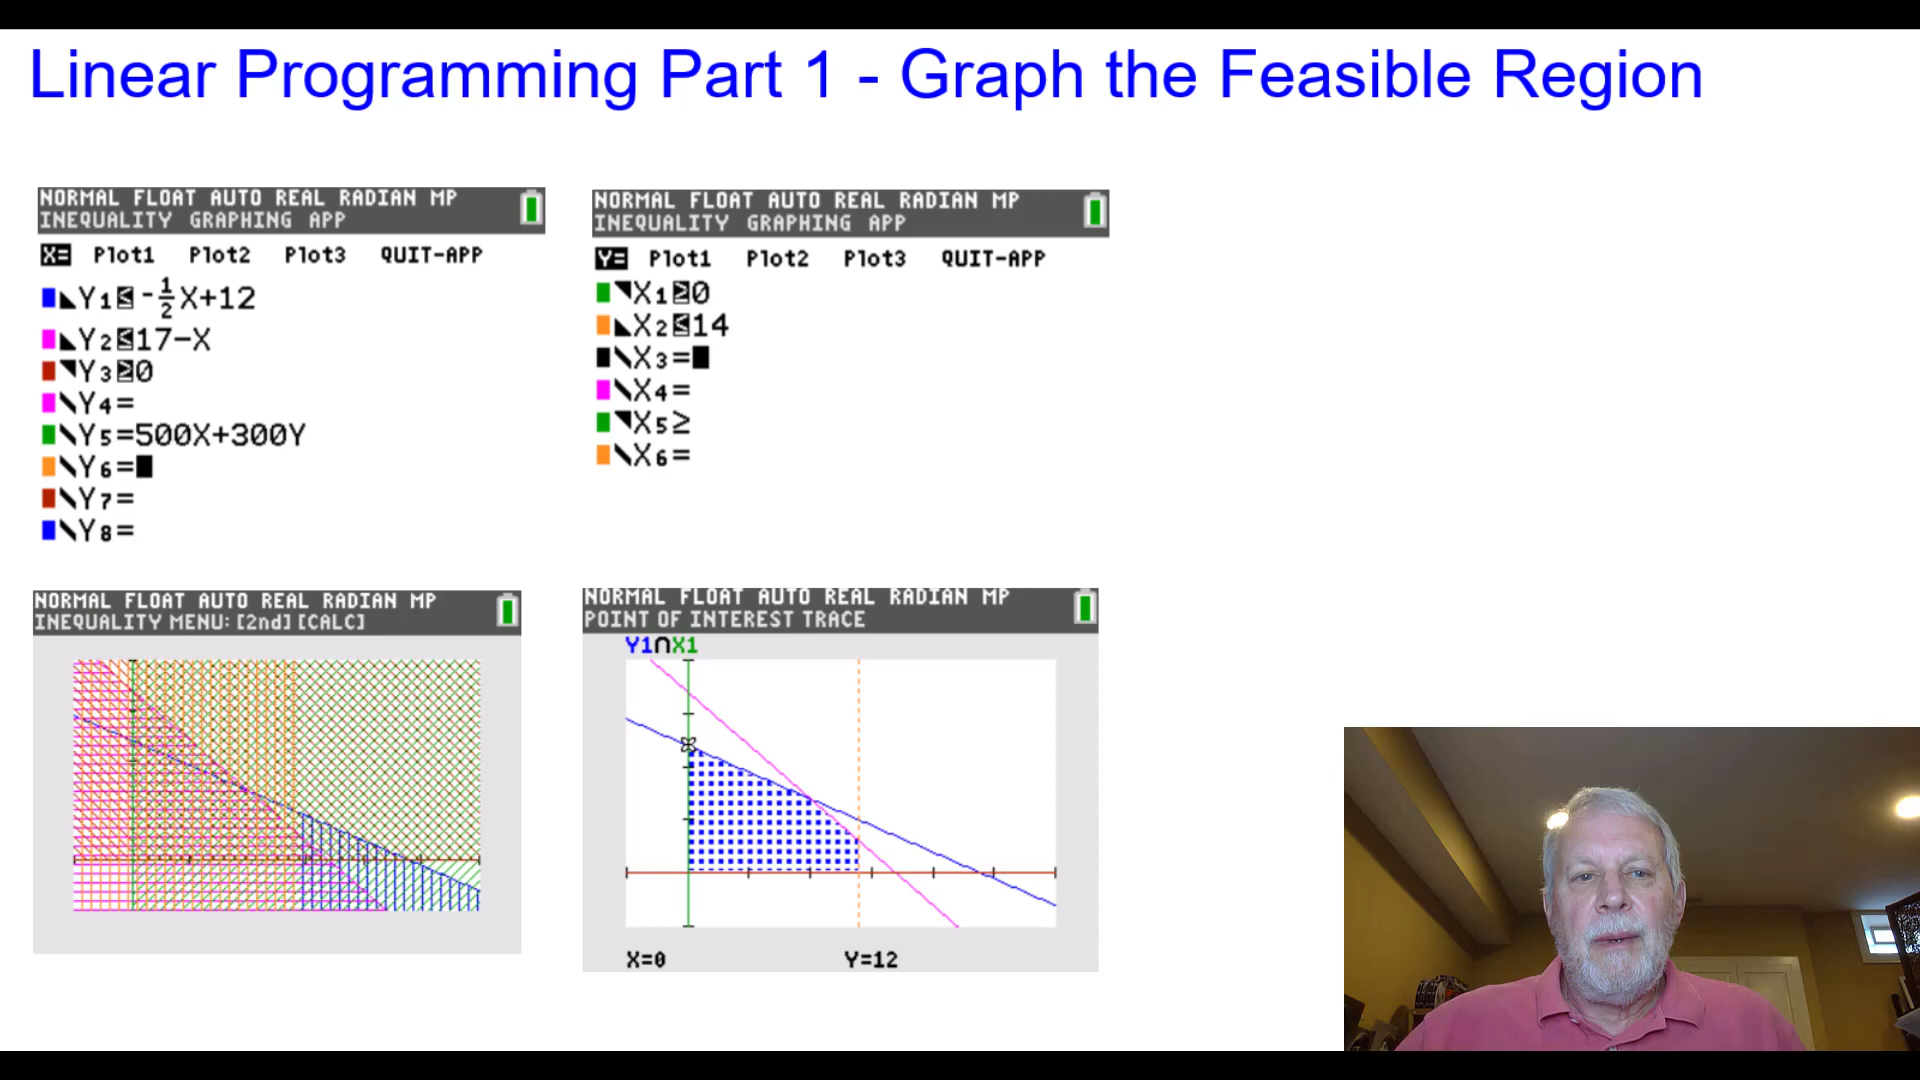 Linear Programming Part 1 - Graph the Feasible Region
NORMAL FLOAT AUTO REAL RADIAN MP
INEQUALITY GRAPHING APP
X= Plot1 Plot2 Plot3 QUIT-APP
Y1≤-1/2X+12
Y2≤17-X
Y3≥0
Y4=
Y5=500X+300Y
Y6=
Y7=
Y8=
NORMAL FLOAT AUTO REAL RADIAN MP
INEQUALITY GRAPHING APP
Y= Plot1 Plot2 Plot3 QUIT-APP
X1≥0
X2≤14
X3=
X4=
X5≥
X6=
NORMAL FLOAT AUTO REAL RADIAN MP
INEQUALITY MENU: [2nd] [CALC]
NORMAL FLOAT AUTO REAL RADIAN MP
POINT OF INTEREST TRACE
Y1∩X1
X=0 Y=12